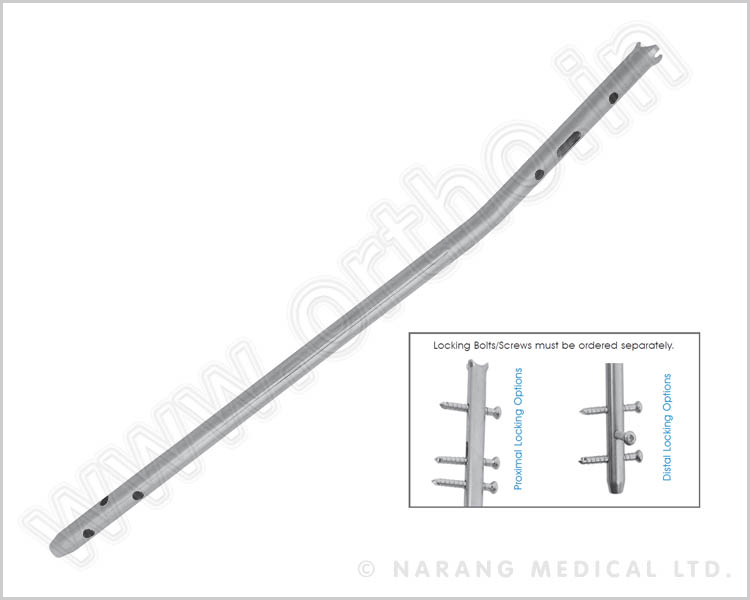 www.ortho.in
Locking Bolts/Screws must be ordered separately.
Proximal Locking Options
Distal Locking Options
© NARANG MEDICAL LTD.